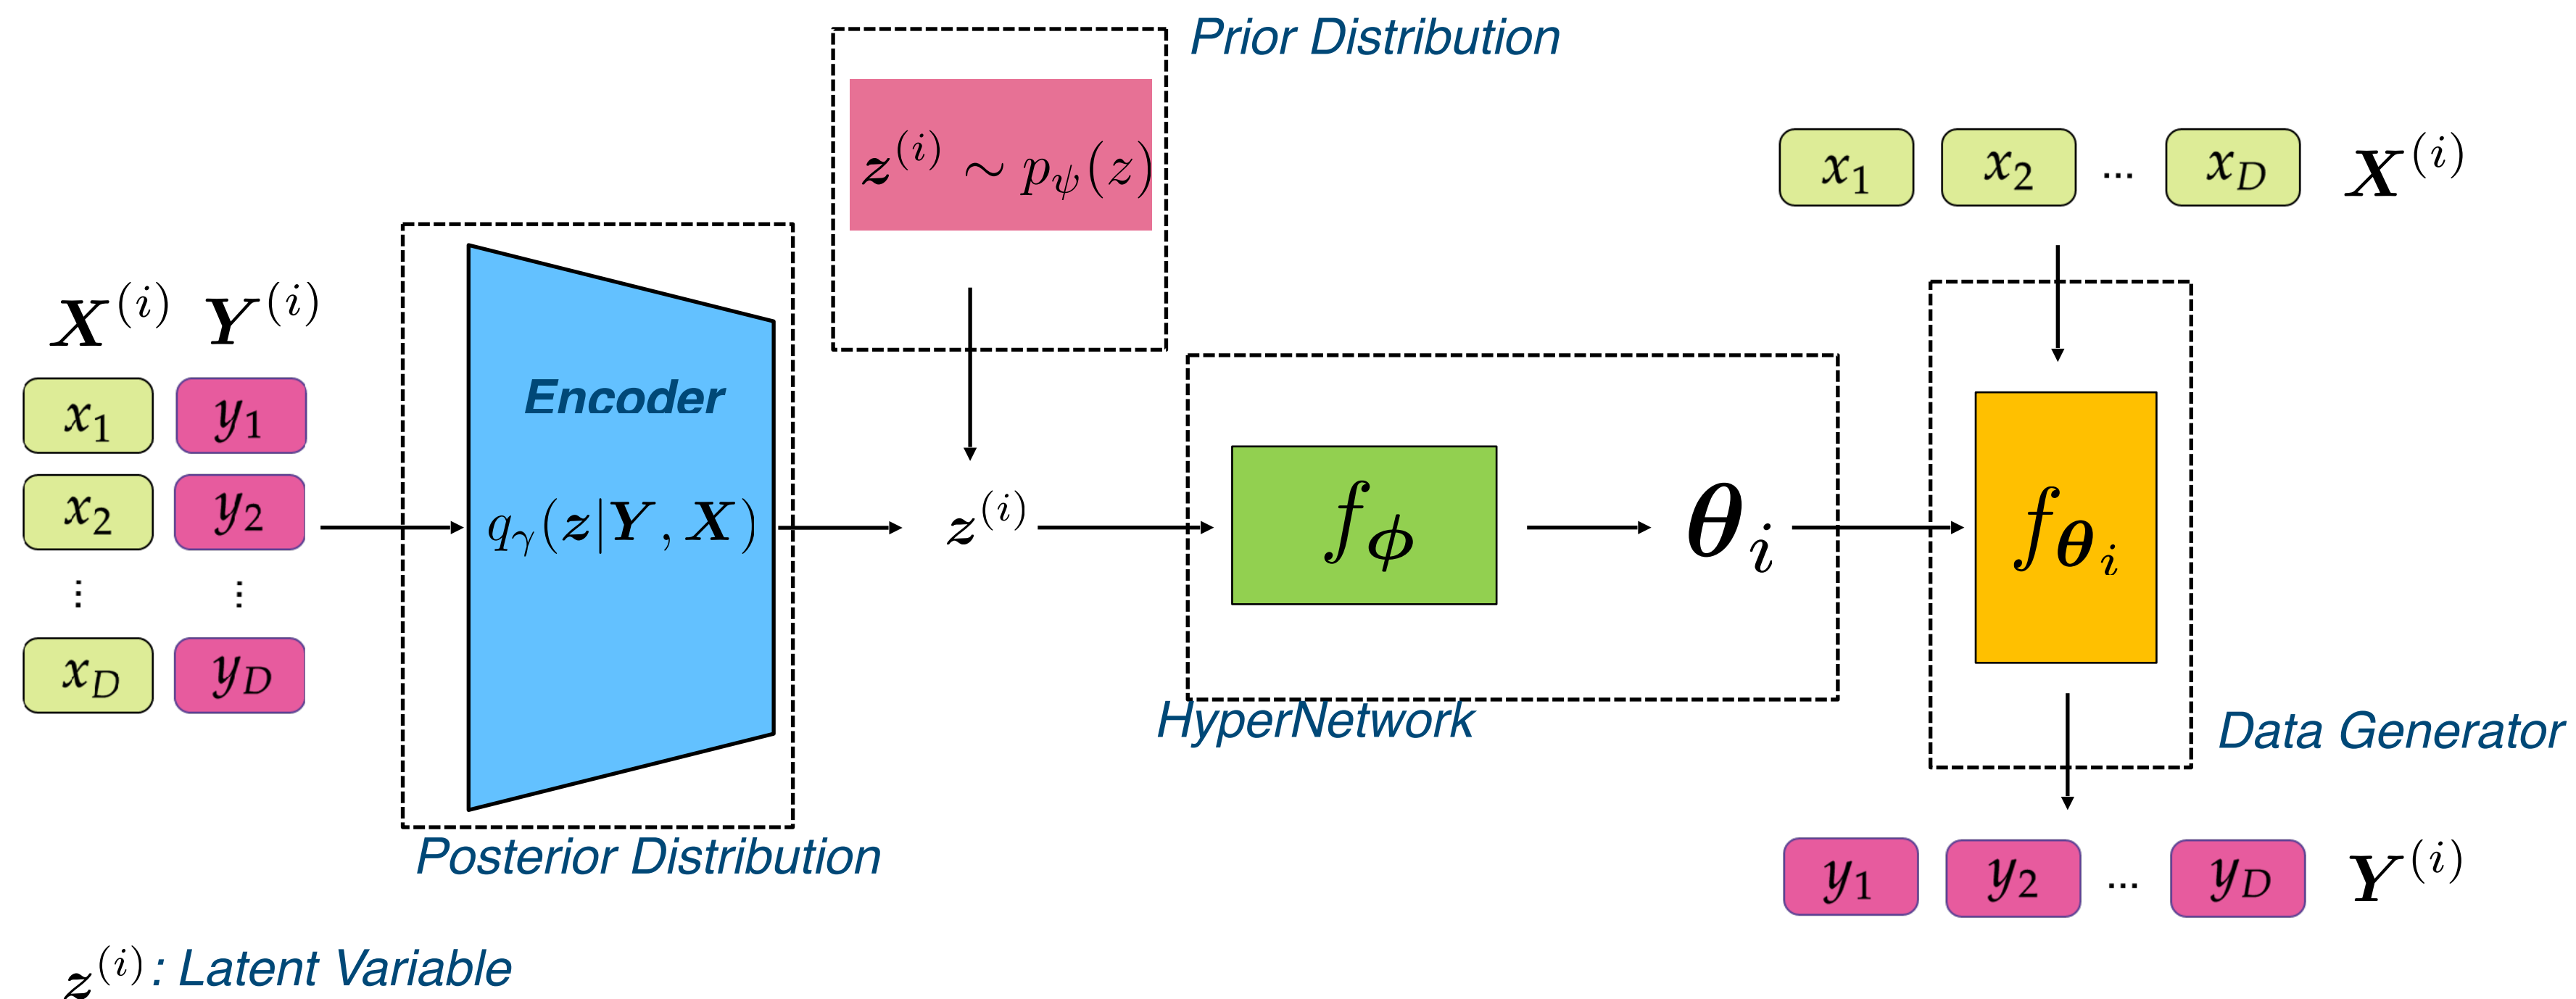 Prior Distribution
z^(i) ∼ p_ψ(z)
x_1 x_2 ... x_D X^(i)
X^(i) Y^(i)
x_1 y_1
x_2 y_2
⋮ ⋮
x_D y_D
Encoder
q_γ(z|Y, X)
Posterior Distribution
z^(i)
f_ϕ
θ_i
HyperNetwork
f_θ_i
Data Generator
y_1 y_2 ... y_D Y^(i)
z^(i): Latent Variable